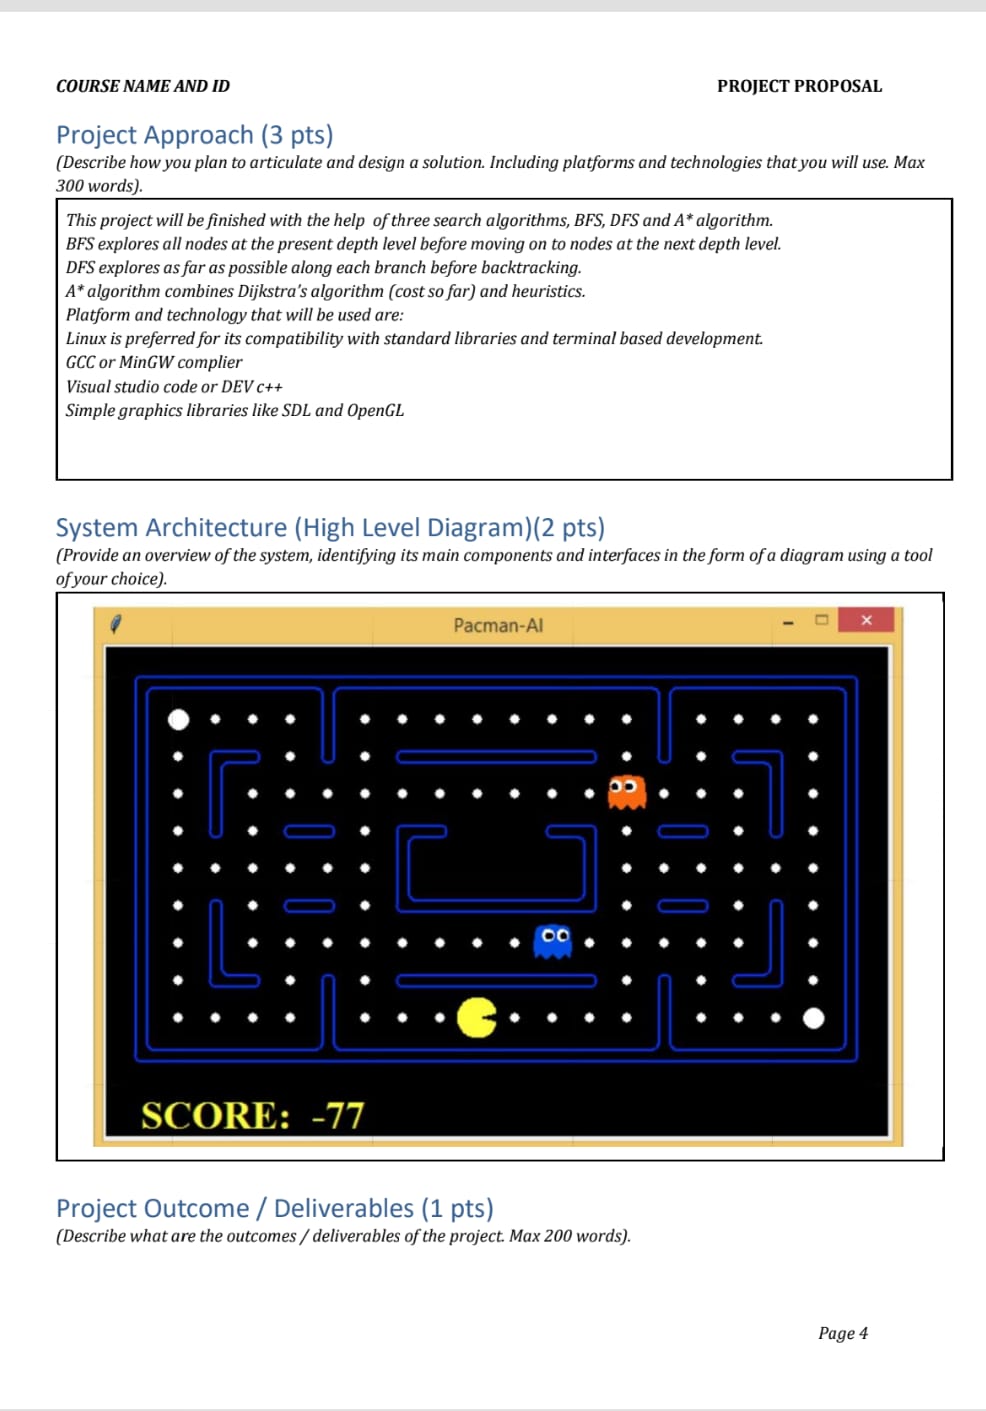 COURSE NAME AND ID PROJECT PROPOSAL
Project Approach (3 pts)
(Describe how you plan to articulate and design a solution. Including platforms and technologies that you will use. Max
300 words).
This project will be finished with the help of three search algorithms, BFS, DFS and A* algorithm.
BFS explores all nodes at the present depth level before moving on to nodes at the next depth level.
DFS explores as far as possible along each branch before backtracking.
A* algorithm combines Dijkstra's algorithm (cost so far) and heuristics.
Platform and technology that will be used are:
Linux is preferred for its compatibility with standard libraries and terminal based development.
GCC or MinGW complier
Visual studio code or DEV c++
Simple graphics libraries like SDL and OpenGL
System Architecture (High Level Diagram)(2 pts)
(Provide an overview of the system, identifying its main components and interfaces in the form of a diagram using a tool
of your choice).
Pacman-AI
SCORE: -77
Project Outcome / Deliverables (1 pts)
(Describe what are the outcomes / deliverables of the project. Max 200 words).
Page 4